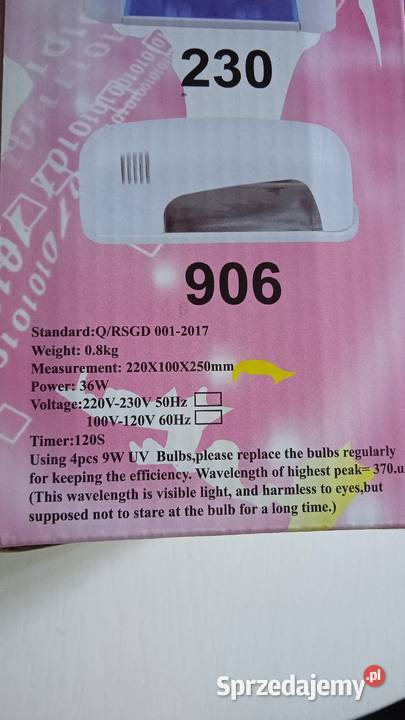 230
906
Standard:Q/RSGD 001-2017
Weight: 0.8kg
Measurement: 220X100X250mm
Power: 36W
Voltage:220V-230V 50Hz
100V-120V 60Hz
Timer:120S
Using 4pcs 9W UV Bulbs,please replace the bulbs regularly
for keeping the efficiency. Wavelength of highest peak= 370.u
(This wavelength is visible light, and harmless to eyes,but
supposed not to stare at the bulb for a long time.)
Sprzedajemy.pl